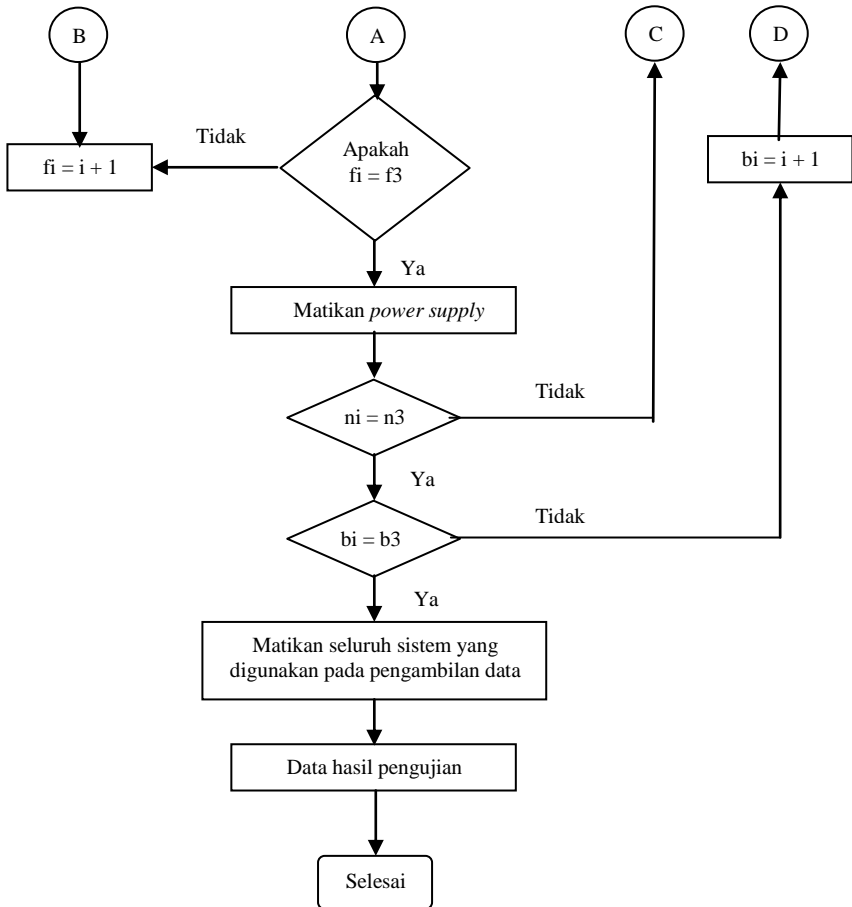 B
A
C
D
Tidak
Apakah
fi = f3
fi = i + 1
bi = i + 1
Ya
Matikan power supply
Tidak
ni = n3
Ya
Tidak
bi = b3
Ya
Matikan seluruh sistem yang
digunakan pada pengambilan data
Data hasil pengujian
Selesai